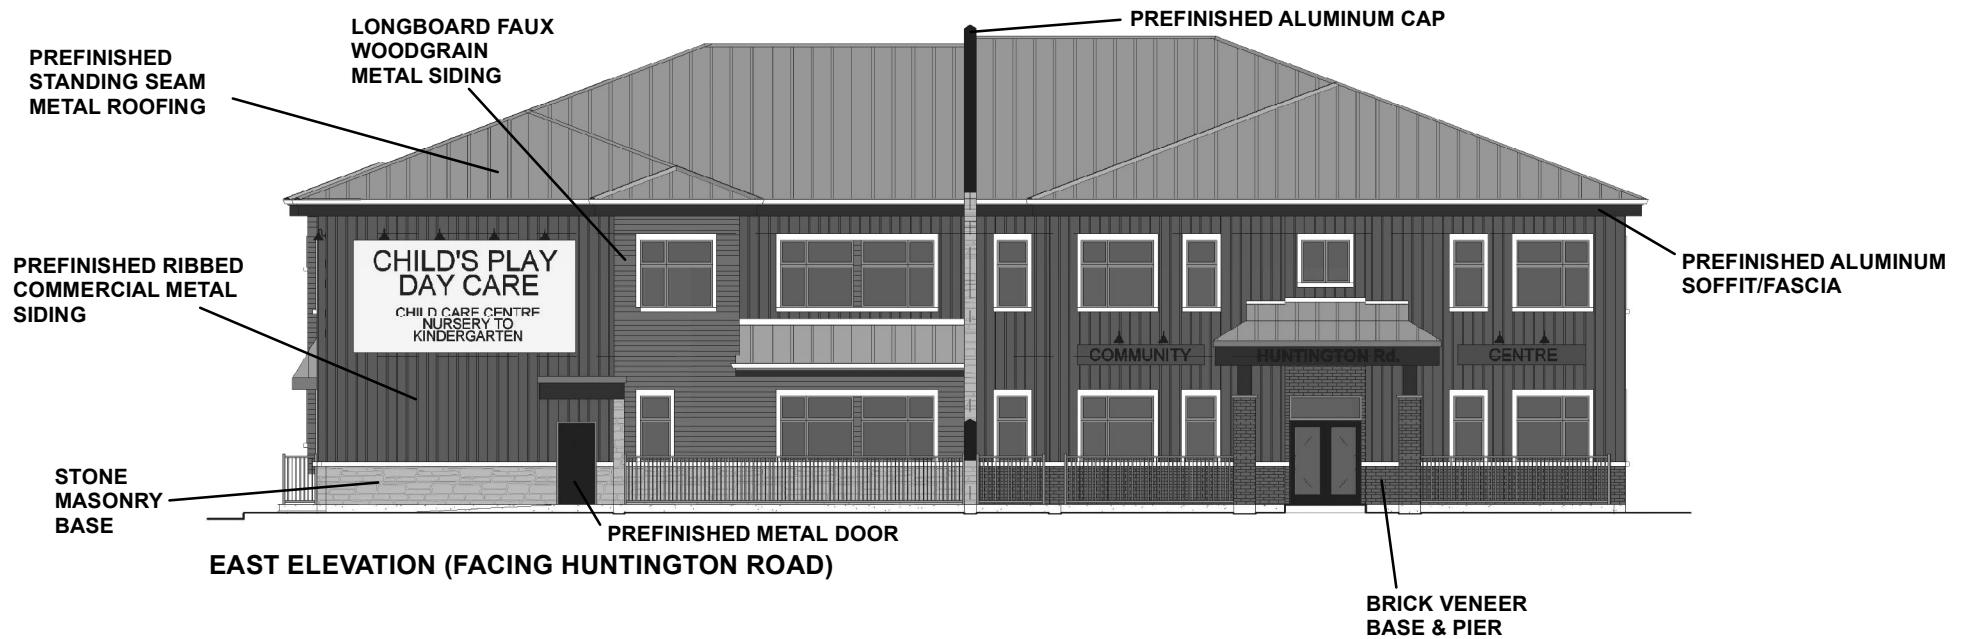 PREFINISHED ALUMINUM CAP
LONGBOARD FAUX
WOODGRAIN
METAL SIDING
PREFINISHED
STANDING SEAM
METAL ROOFING
PREFINISHED RIBBED
COMMERCIAL METAL
SIDING
CHILD'S PLAY
DAY CARE
CHILD CARE CENTRE
NURSERY TO
KINDERGARTEN
PREFINISHED ALUMINUM
SOFFIT/FASCIA
COMMUNITY
HUNTINGTON Rd.
CENTRE
STONE
MASONRY
BASE
PREFINISHED METAL DOOR
EAST ELEVATION (FACING HUNTINGTON ROAD)
BRICK VENEER
BASE & PIER